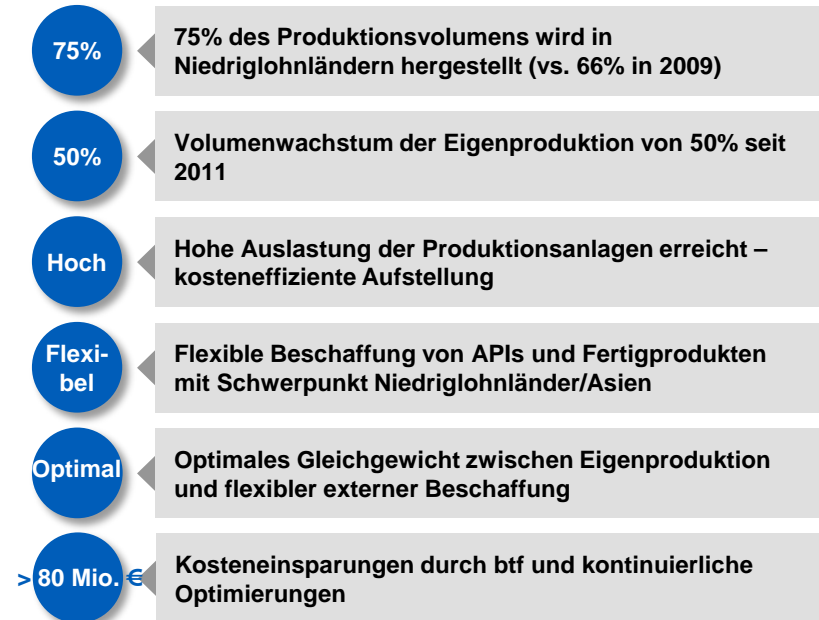 75%
75% des Produktionsvolumens wird in
Niedriglohnländern hergestellt (vs. 66% in 2009)
50%
Volumenwachstum der Eigenproduktion von 50% seit
2011
Hoch
Hohe Auslastung der Produktionsanlagen erreicht –
kosteneffiziente Aufstellung
Flexi-
bel
Flexible Beschaffung von APIs und Fertigprodukten
mit Schwerpunkt Niedriglohnländer/Asien
Optimal
Optimales Gleichgewicht zwischen Eigenproduktion
und flexibler externer Beschaffung
> 80 Mio. €
Kosteneinsparungen durch btf und kontinuierliche
Optimierungen